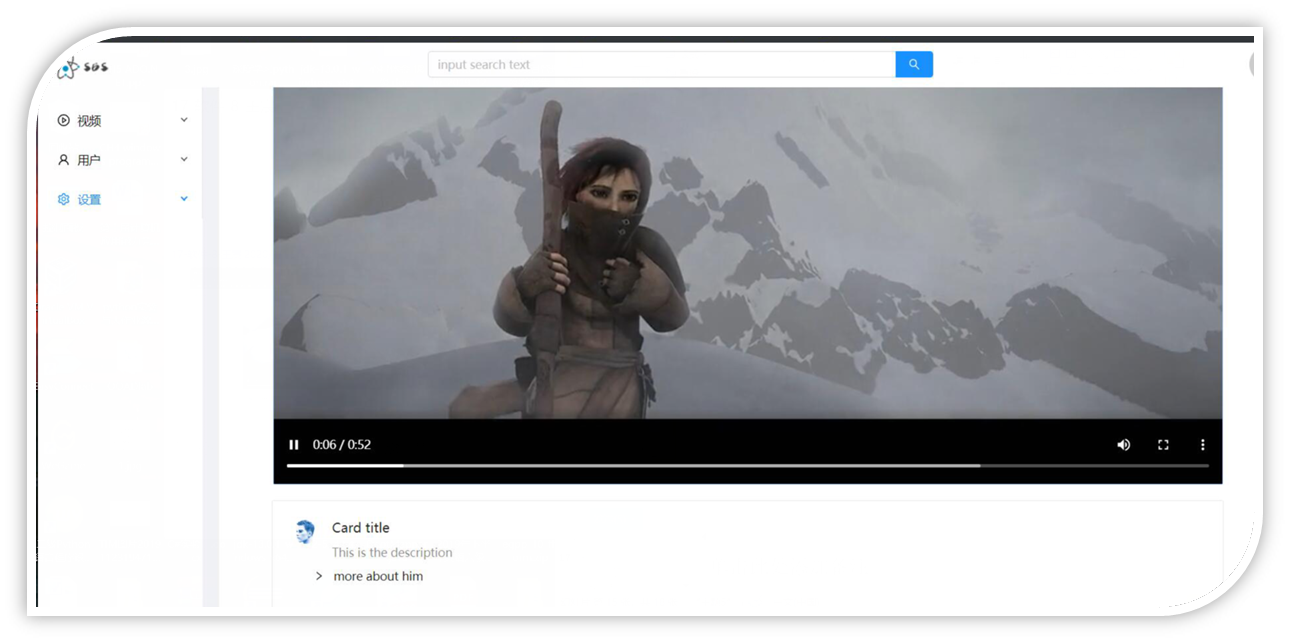 sos
input search text
视频
用户
设置
0:06 / 0:52
Card title
This is the description
more about him